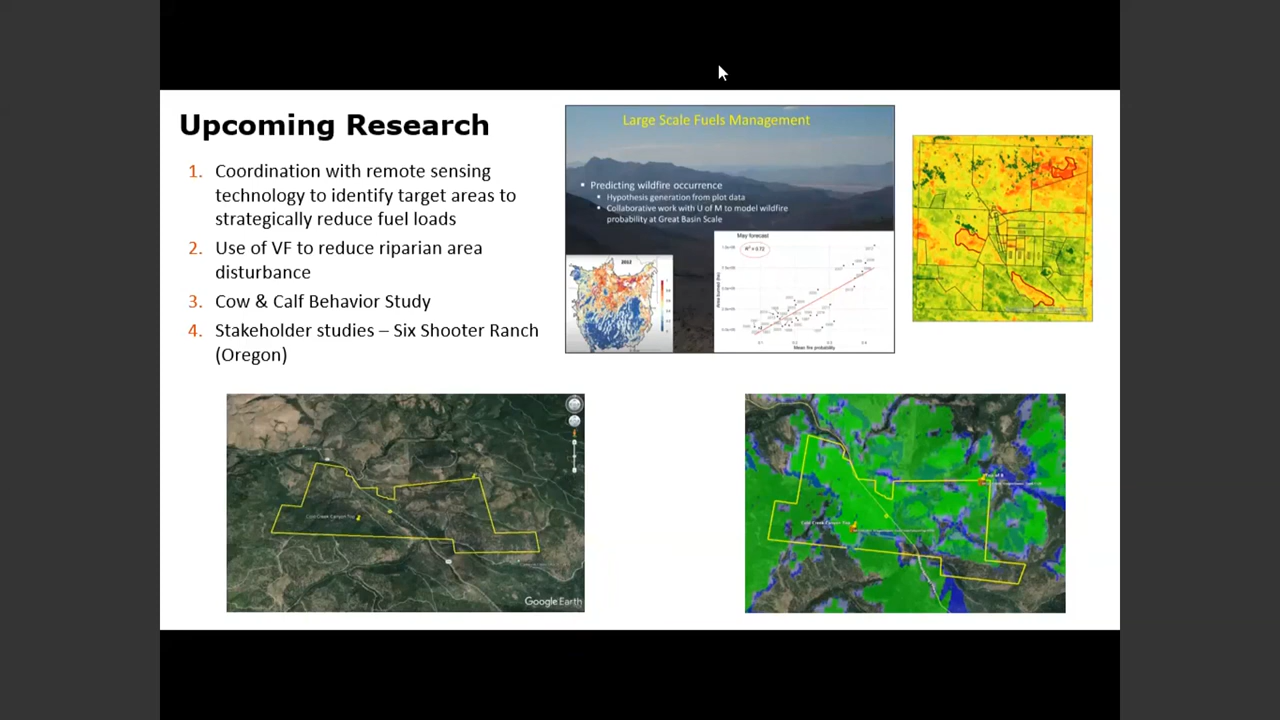 Upcoming Research
1. Coordination with remote sensing
technology to identify target areas to
strategically reduce fuel loads
2. Use of VF to reduce riparian area
disturbance
3. Cow & Calf Behavior Study
4. Stakeholder studies – Six Shooter Ranch
(Oregon)
Large Scale Fuels Management
Predicting wildfire occurrence
Hypothesis generation from plot data
Collaborative work with U of M to model wildfire
probability at Great Basin Scale
2012
May forecast
R² = 0.72
Mean fire probability
Google Earth